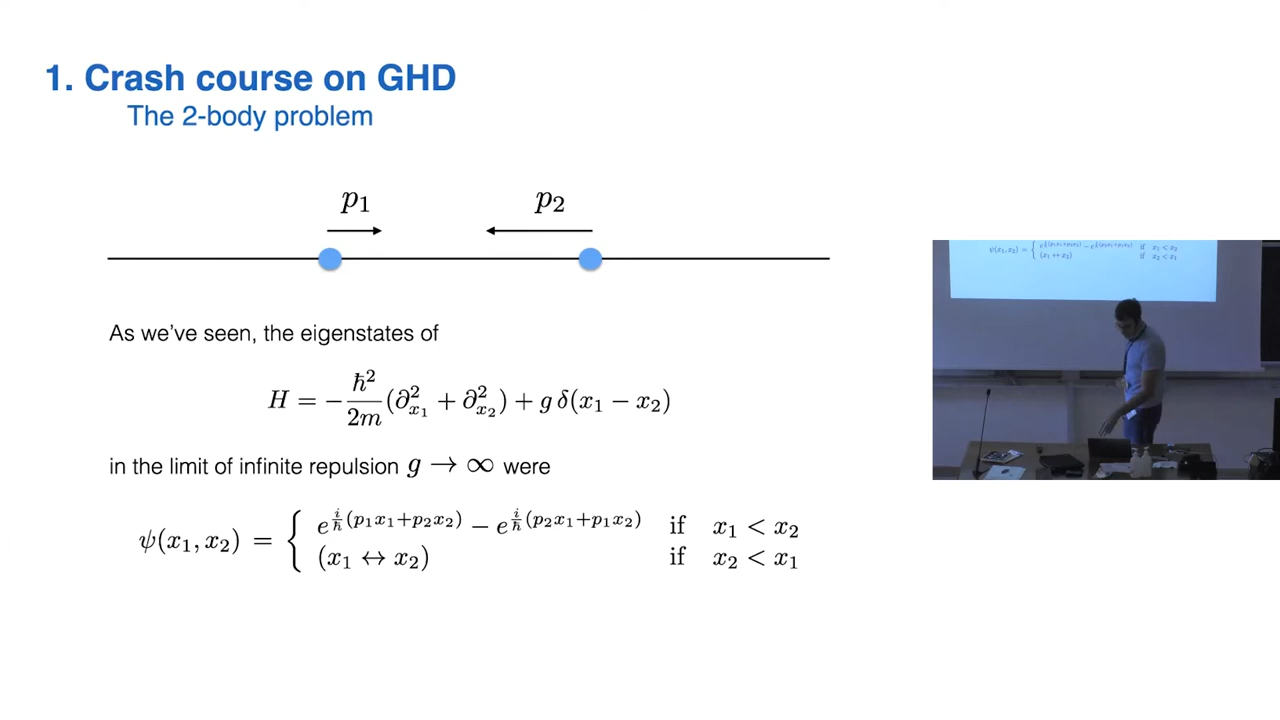 1. Crash course on GHD
The 2-body problem
p₁ p₂
As we've seen, the eigenstates of
H = −ħ²/2m (∂²ₓ₁ + ∂²ₓ₂) + g δ(x₁ − x₂)
in the limit of infinite repulsion g → ∞ were
ψ(x₁, x₂) = { e^{i/ħ(p₁x₁+p₂x₂)} − e^{i/ħ(p₂x₁+p₁x₂)} if x₁ < x₂
(x₁ ↔ x₂) if x₂ < x₁